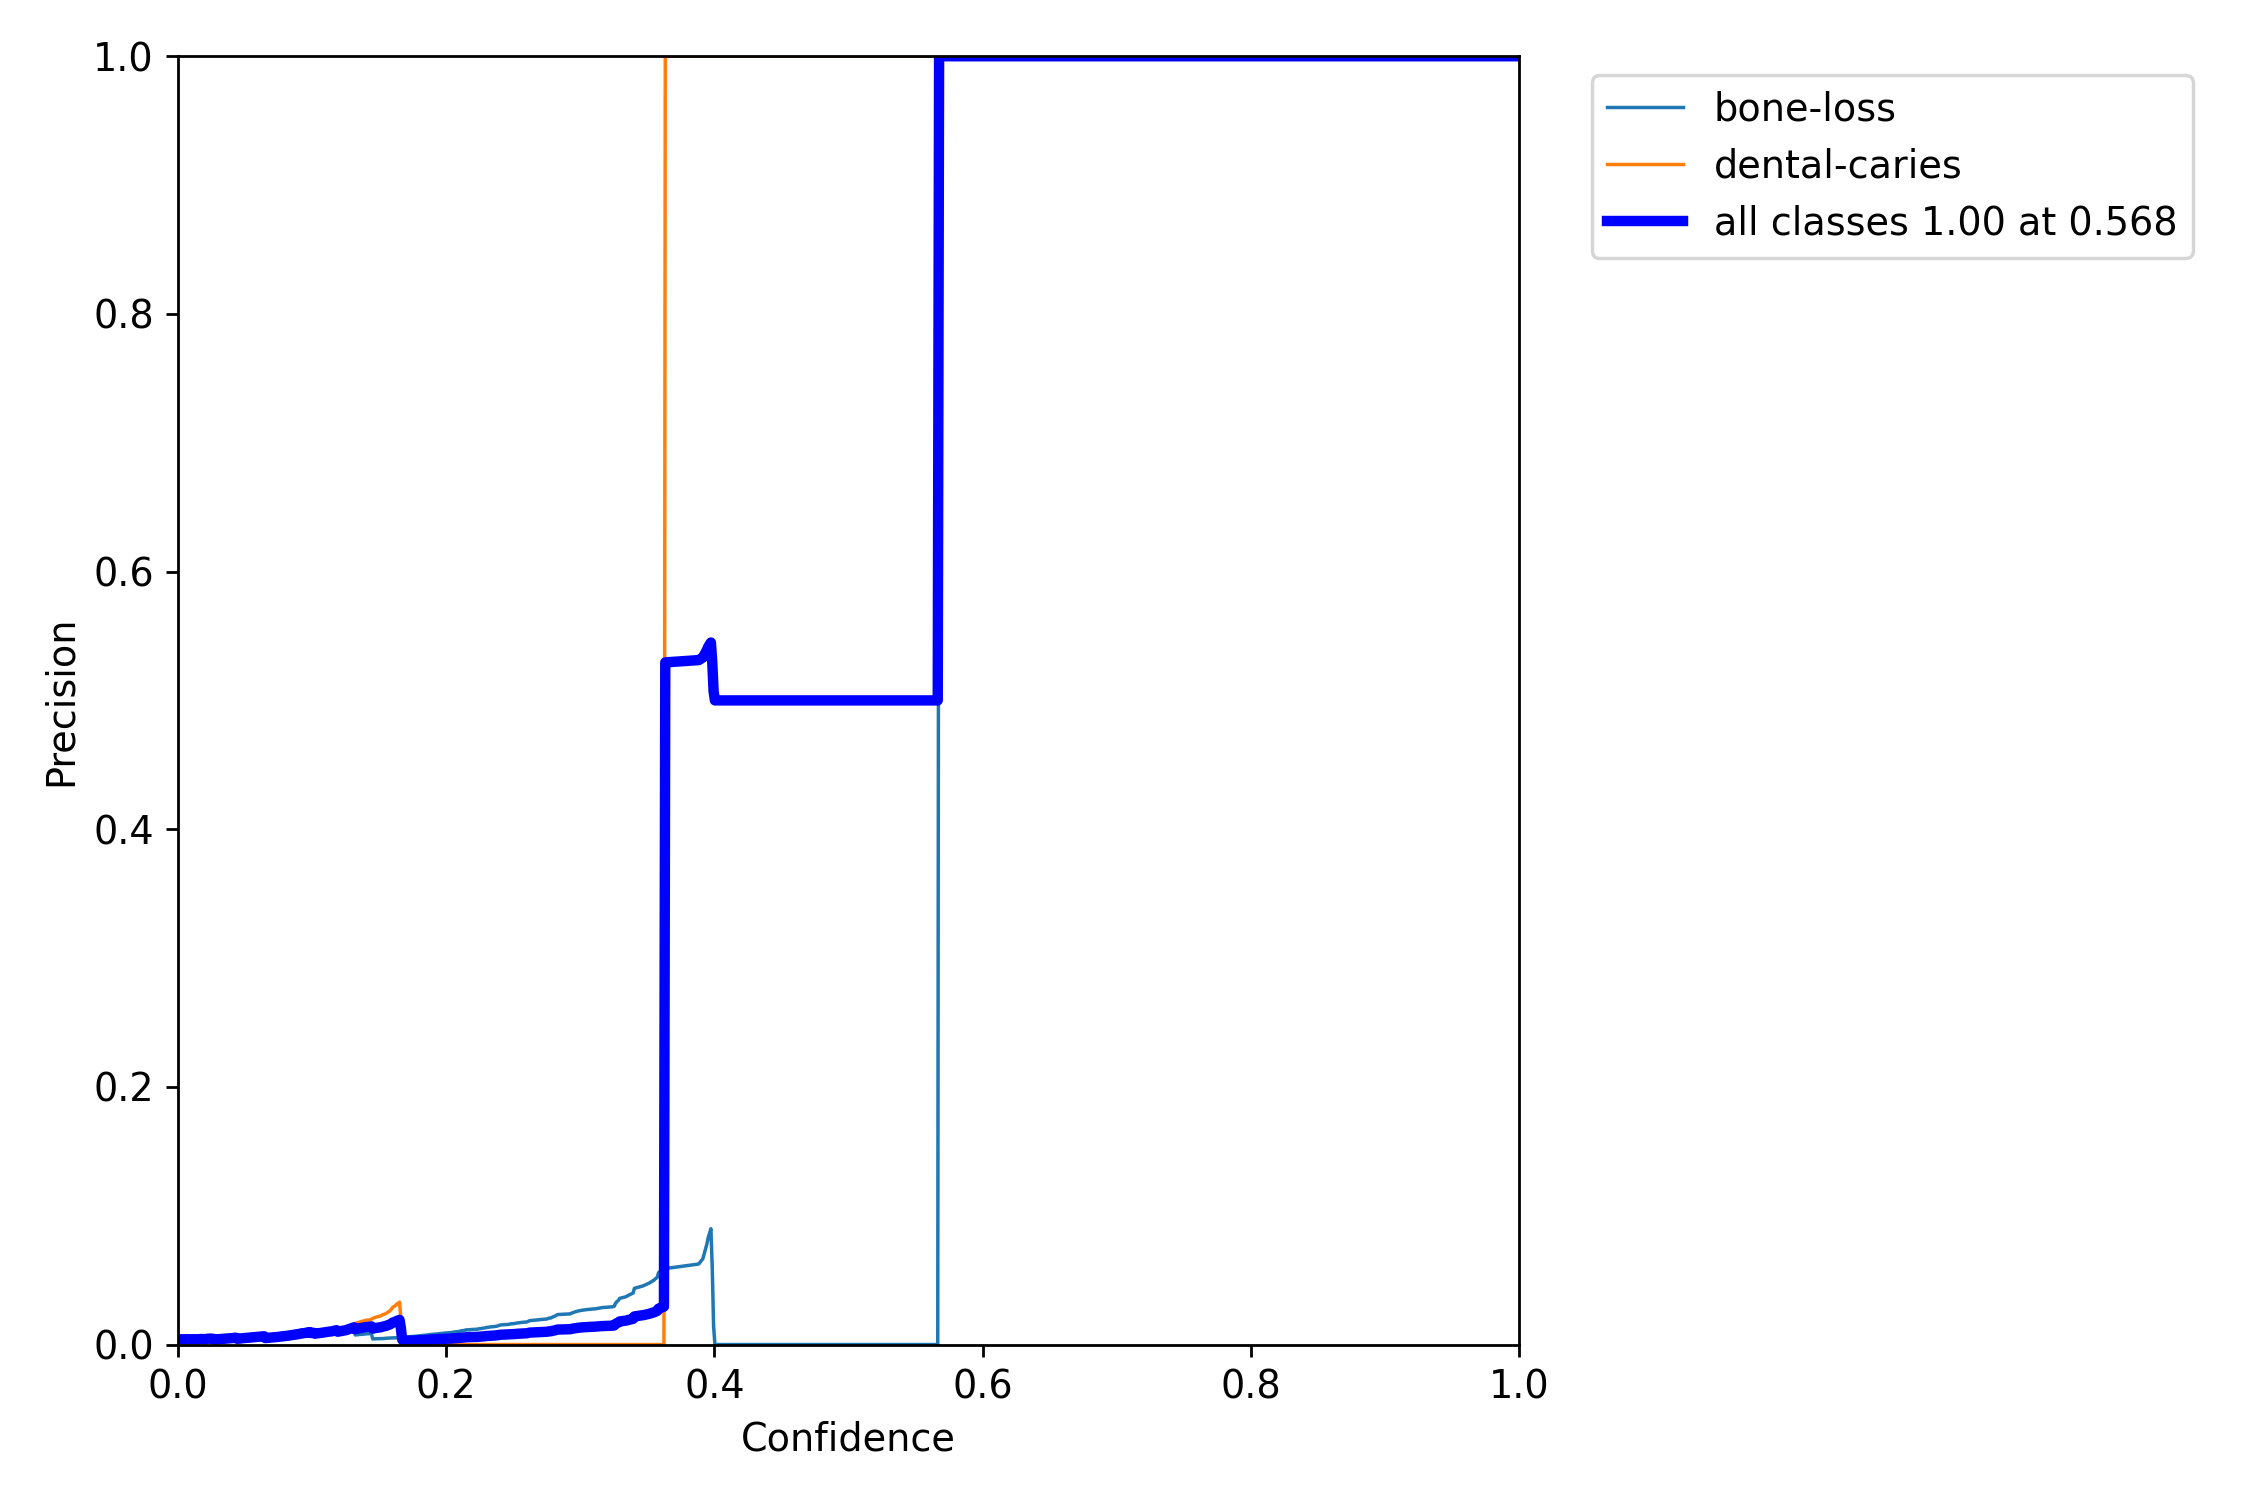 1.0
0.8
0.6
0.4
0.2
0.0
Precision
0.0 0.2 0.4 0.6 0.8 1.0
Confidence
bone-loss
dental-caries
all classes 1.00 at 0.568